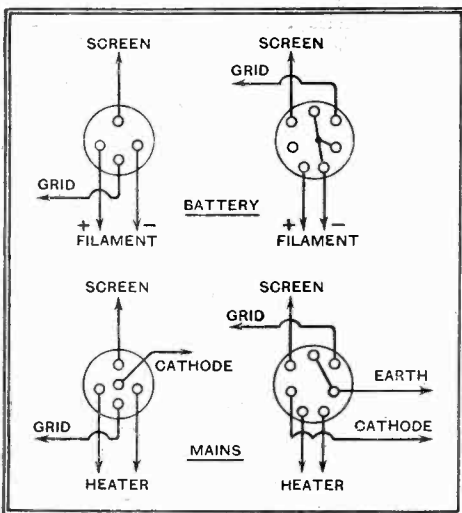 SCREEN
GRID
+ FILAMENT -
SCREEN
GRID
+ FILAMENT -
BATTERY
SCREEN
CATHODE
GRID
HEATER
SCREEN
GRID
EARTH
CATHODE
HEATER
MAINS